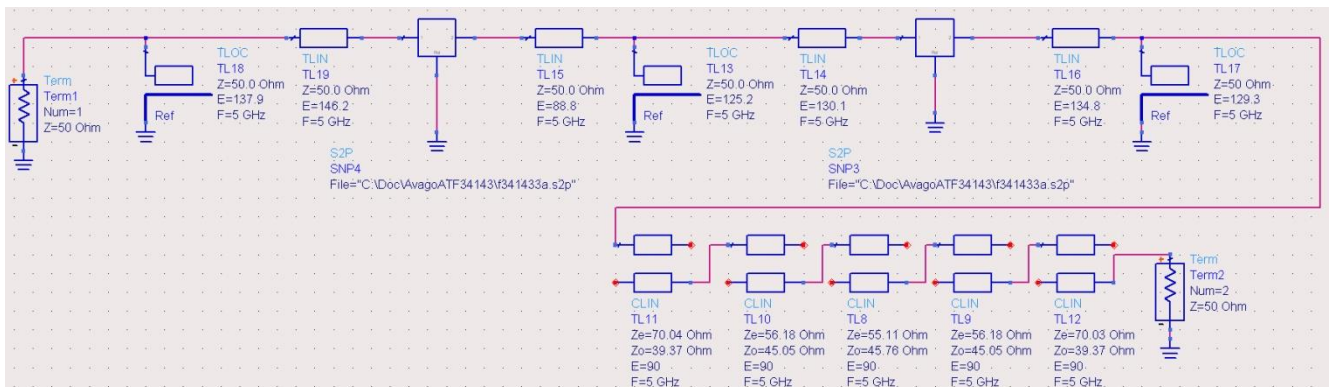 Term
Term1
Num=1
Z=50 Ohm
Ref
TLOC
TL18
Z=50.0 Ohm
E=137.9
F=5 GHz
TLIN
TL19
Z=50.0 Ohm
E=146.2
F=5 GHz
S2P
SNP4
File="C:\Doc\AvagoATF34143\f341433a.s2p"
TLIN
TL15
Z=50.0 Ohm
E=88.8
F=5 GHz
Ref
TLOC
TL13
Z=50.0 Ohm
E=125.2
F=5 GHz
TLIN
TL14
Z=50.0 Ohm
E=130.1
F=5 GHz
S2P
SNP3
File="C:\Doc\AvagoATF34143\f341433a.s2p"
TLIN
TL16
Z=50.0 Ohm
E=134.8
F=5 GHz
Ref
TLOC
TL17
Z=50 Ohm
E=129.3
F=5 GHz
CLIN
TL11
Ze=70.04 Ohm
Zo=39.37 Ohm
E=90
F=5 GHz
CLIN
TL10
Ze=56.18 Ohm
Zo=45.05 Ohm
E=90
F=5 GHz
CLIN
TL8
Ze=55.11 Ohm
Zo=45.76 Ohm
E=90
F=5 GHz
CLIN
TL9
Ze=56.18 Ohm
Zo=45.05 Ohm
E=90
F=5 GHz
CLIN
TL12
Ze=70.03 Ohm
Zo=39.37 Ohm
E=90
F=5 GHz
Term
Term2
Num=2
Z=50 Ohm